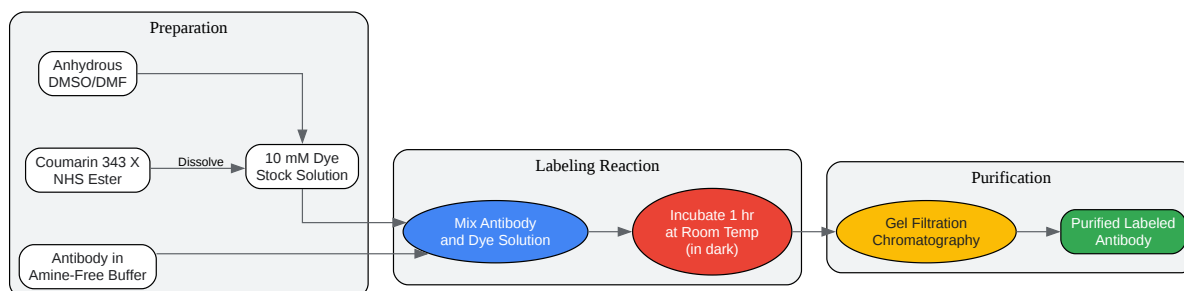 Preparation
Anhydrous
DMSO/DMF
Coumarin 343 X
NHS Ester
Dissolve
10 mM Dye
Stock Solution
Antibody in
Amine-Free Buffer
Labeling Reaction
Mix Antibody
and Dye Solution
Incubate 1 hr
at Room Temp
(in dark)
Purification
Gel Filtration
Chromatography
Purified Labeled
Antibody